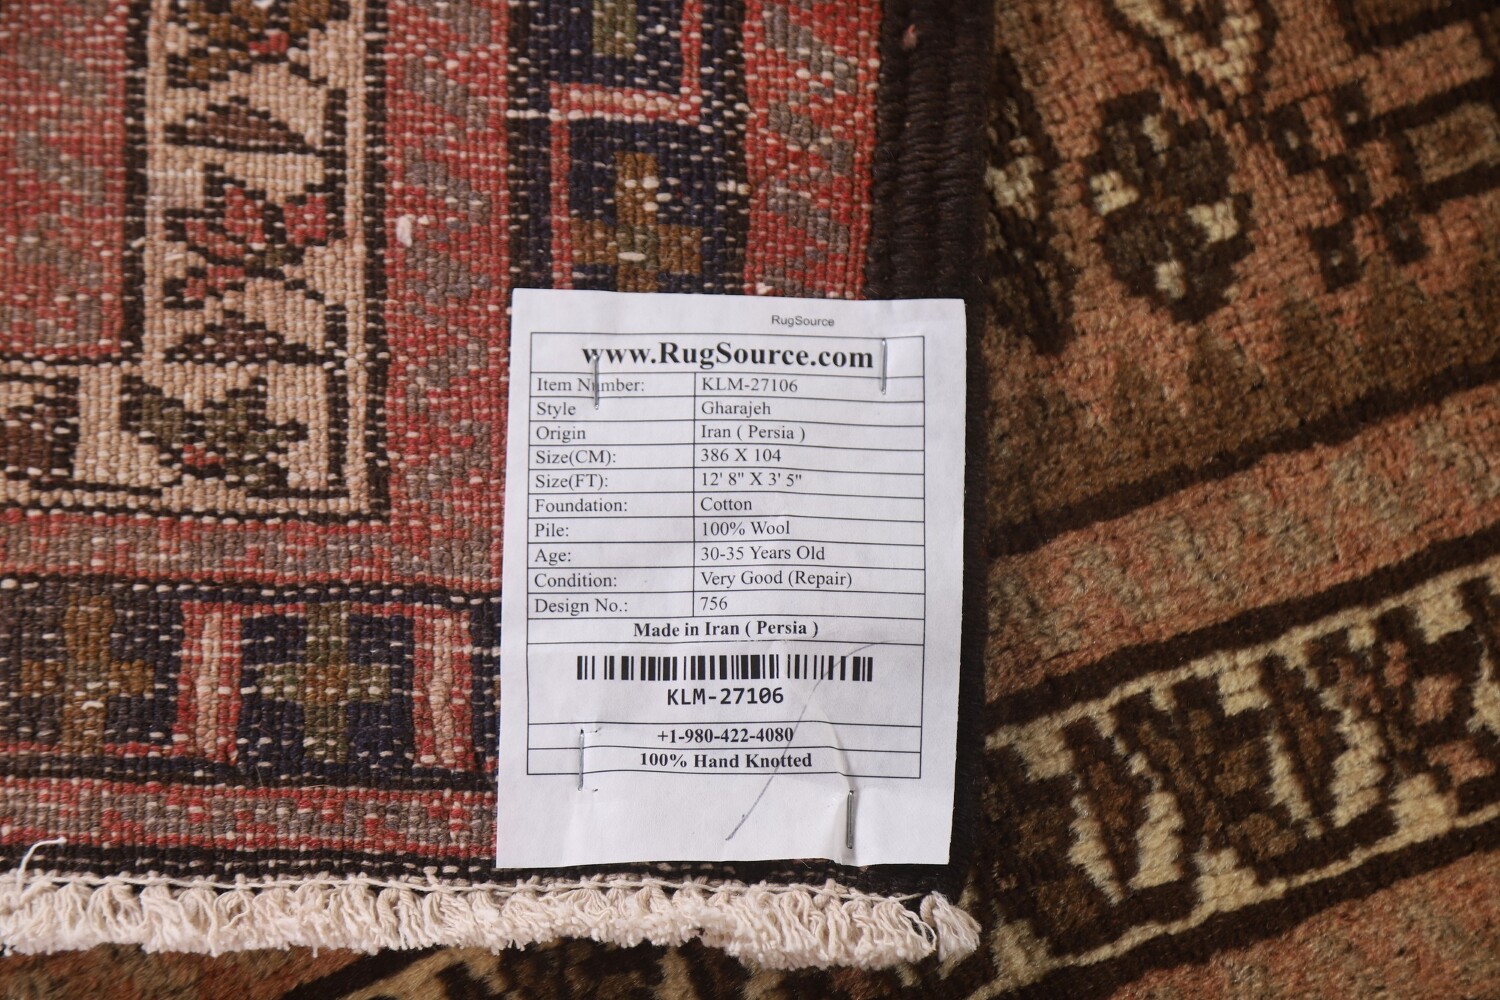 RugSource
www.RugSource.com
Item Number: KLM-27106
Style Gharajeh
Origin Iran ( Persia )
Size(CM): 386 X 104
Size(FT): 12' 8" X 3' 5"
Foundation: Cotton
Pile: 100% Wool
Age: 30-35 Years Old
Condition: Very Good (Repair)
Design No.: 756
Made in Iran ( Persia )
KLM-27106
+1-980-422-4080
100% Hand Knotted